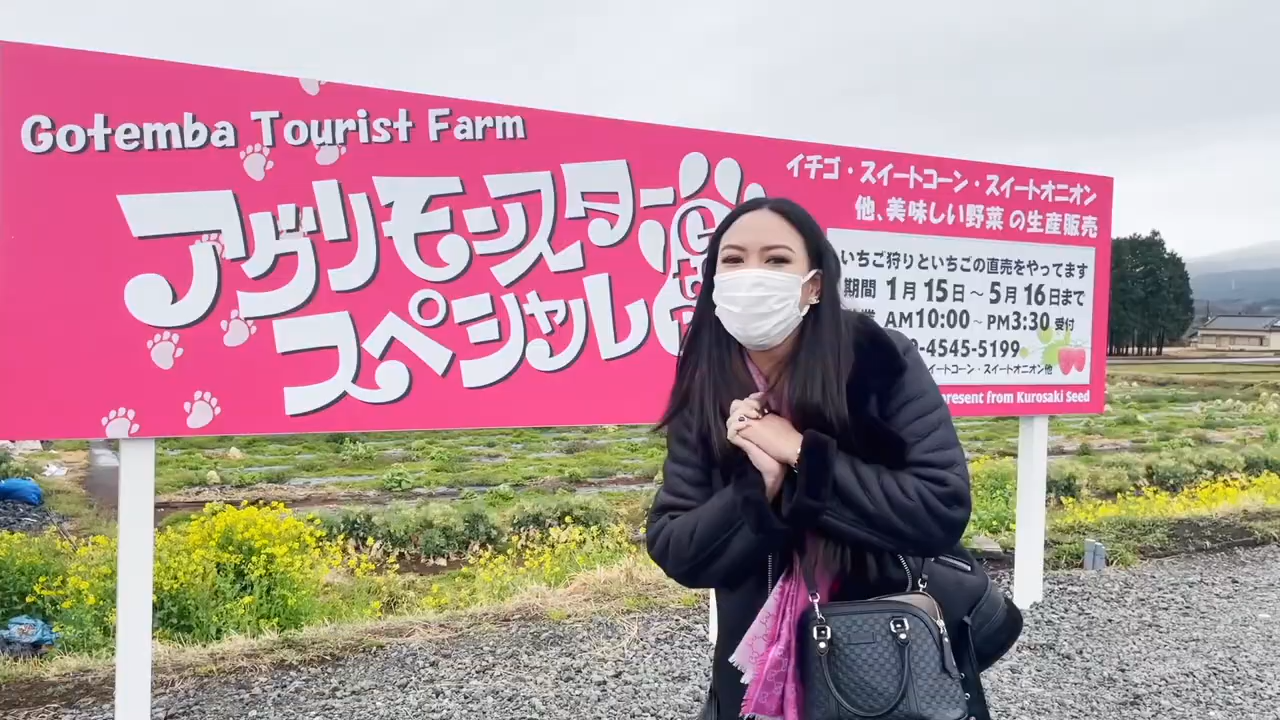 Gotemba Tourist Farm
アグリモンスター
スペシャル
イチゴ・スイートコーン・スイートオニオン
他、美味しい野菜の生産販売
いちご狩りといちごの直売をやってます
期間 1月15日～5月16日まで
業 AM10:00～PM3:30 受付
-4545-5199
イートコーン・スイートオニオン他
present from Kurosaki Seed